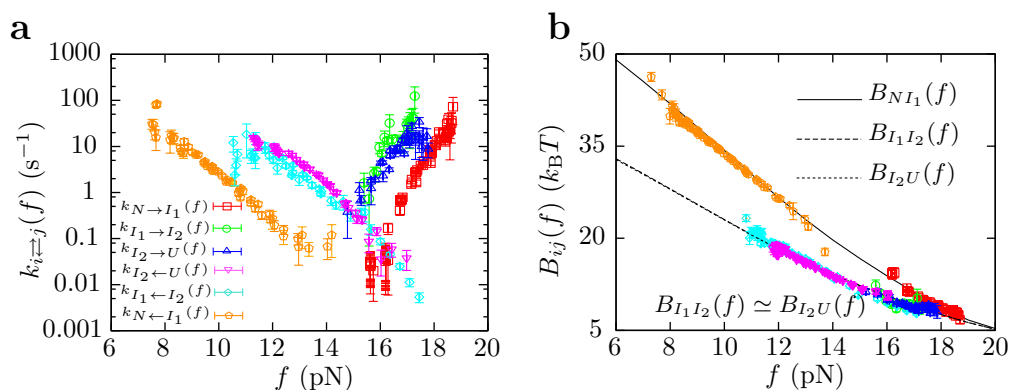 a
k_{i⇄j}(f) (s^{−1})
1000
100
10
1
0.1
0.01
0.001
k_{N→I_1}(f)
k_{I_1→I_2}(f)
k_{I_2→U}(f)
k_{I_2←U}(f)
k_{I_1←I_2}(f)
k_{N←I_1}(f)
6 8 10 12 14 16 18 20
f (pN)
b
B_{ij}(f) (k_BT)
50
35
20
5
B_{NI_1}(f)
B_{I_1I_2}(f)
B_{I_2U}(f)
B_{I_1I_2}(f) ≃ B_{I_2U}(f)
6 8 10 12 14 16 18 20
f (pN)